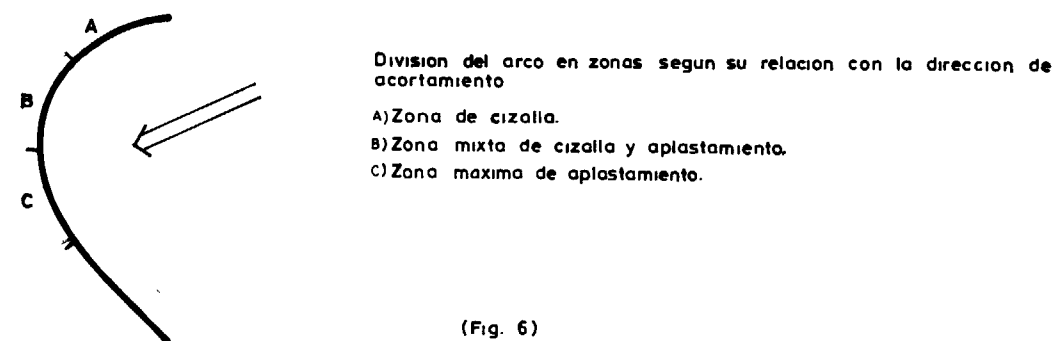 A
B
C
Division del arco en zonas segun su relacion con la direccion de
acortamiento
A) Zona de cizalla.
B) Zona mixta de cizalla y aplastamiento.
C) Zona maxima de aplastamiento.
(Fig. 6)